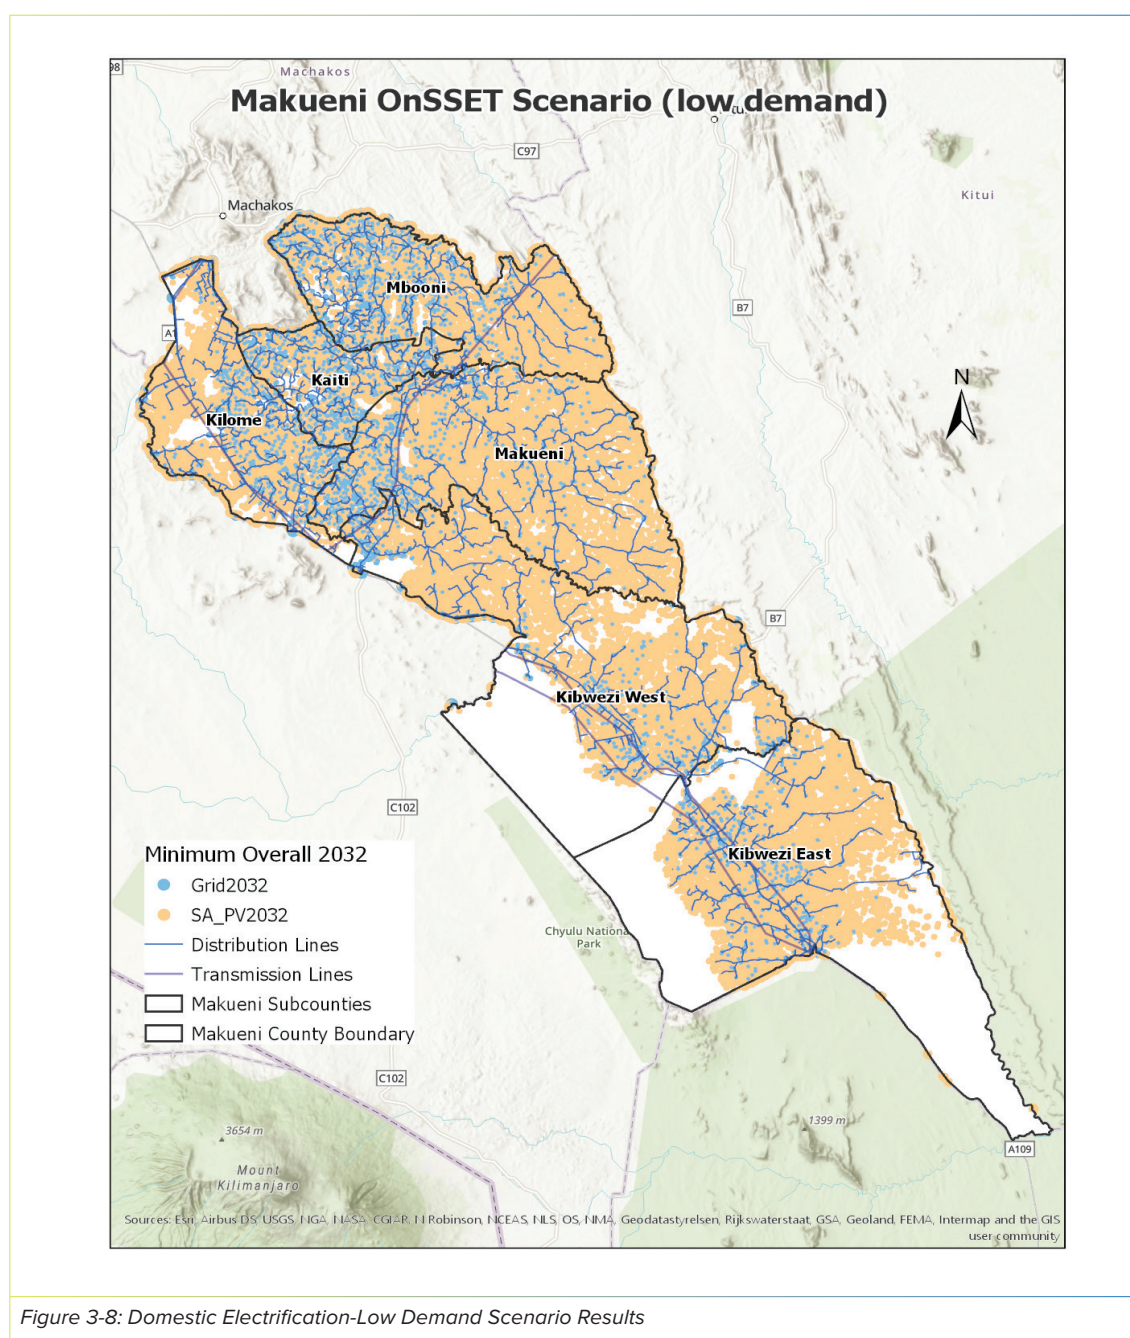 98
Machakos
Makueni OnSSET Scenario (low demand)
C97
Kitui
Machakos
B7
Mbooni
A1
Kaiti
N
Kilome
Makueni
B7
Kibwezi West
C102
Minimum Overall 2032
Grid2032
Kibwezi East
SA_PV2032
Distribution Lines
Chyulu National
Park
Transmission Lines
Makueni Subcounties
Makueni County Boundary
C102
3654 m
1399 m
A109
Mount
Kilimanjaro
Sources: Esri, Airbus DS, USGS, NGA, NASA, CGIAR, N Robinson, NCEAS, NLS, OS, NMA, Geodatastyrelsen, Rijkswaterstaat, GSA, Geoland, FEMA, Intermap and the GIS
user community
Figure 3-8: Domestic Electrification-Low Demand Scenario Results